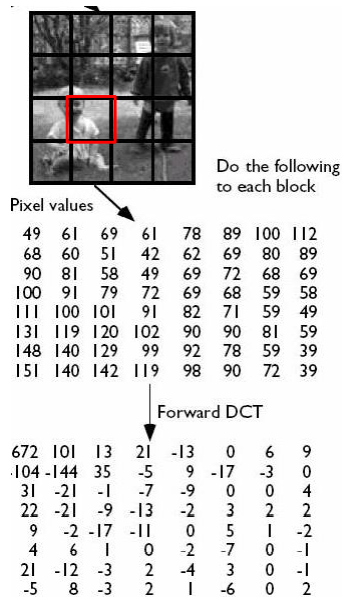 Do the following
to each block
Pixel values
49 61 69 61 78 89 100 112
68 60 51 42 62 69 80 89
90 81 58 49 69 72 68 69
100 91 79 72 69 68 59 58
111 100 101 91 82 71 59 49
131 119 120 102 90 90 81 59
148 140 129 99 92 78 59 39
151 140 142 119 98 90 72 39
Forward DCT
672 101 13 21 -13 0 6 9
-104 -144 35 -5 9 -17 -3 0
31 -21 -1 -7 -9 0 0 4
22 -21 -9 -13 -2 3 2 2
9 -2 -17 -11 0 5 1 -2
4 6 1 0 -2 -7 0 -1
21 -12 -3 2 -4 3 0 -1
-5 8 -3 2 1 -6 0 2